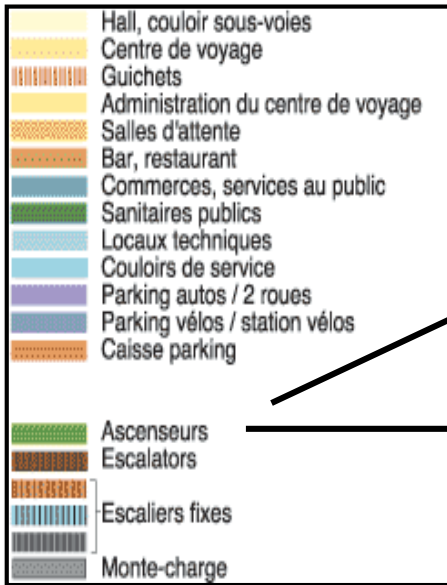 Hall, couloir sous-voies
Centre de voyage
Guichets
Administration du centre de voyage
Salles d'attente
Bar, restaurant
Commerces, services au public
Sanitaires publics
Locaux techniques
Couloirs de service
Parking autos / 2 roues
Parking vélos / station vélos
Caisse parking
Ascenseurs
Escalators
Escaliers fixes
Monte-charge